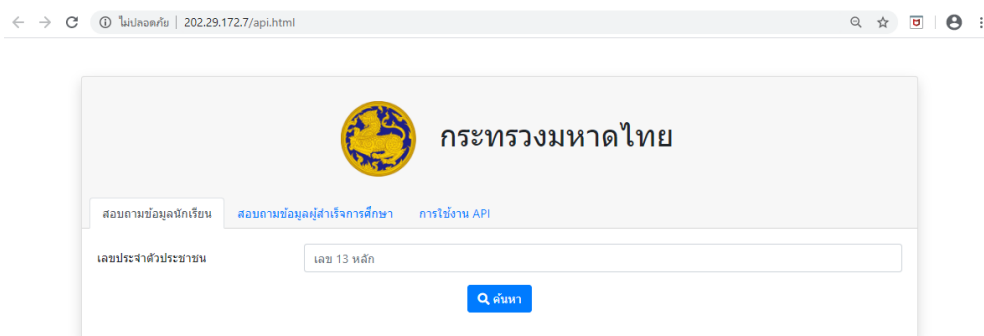 ไม่ปลอดภัย | 202.29.172.7/api.html
กระทรวงมหาดไทย
สอบถามข้อมูลนักเรียน สอบถามข้อมูลผู้สำเร็จการศึกษา การใช้งาน API
เลขประจำตัวประชาชน เลข 13 หลัก
ค้นหา